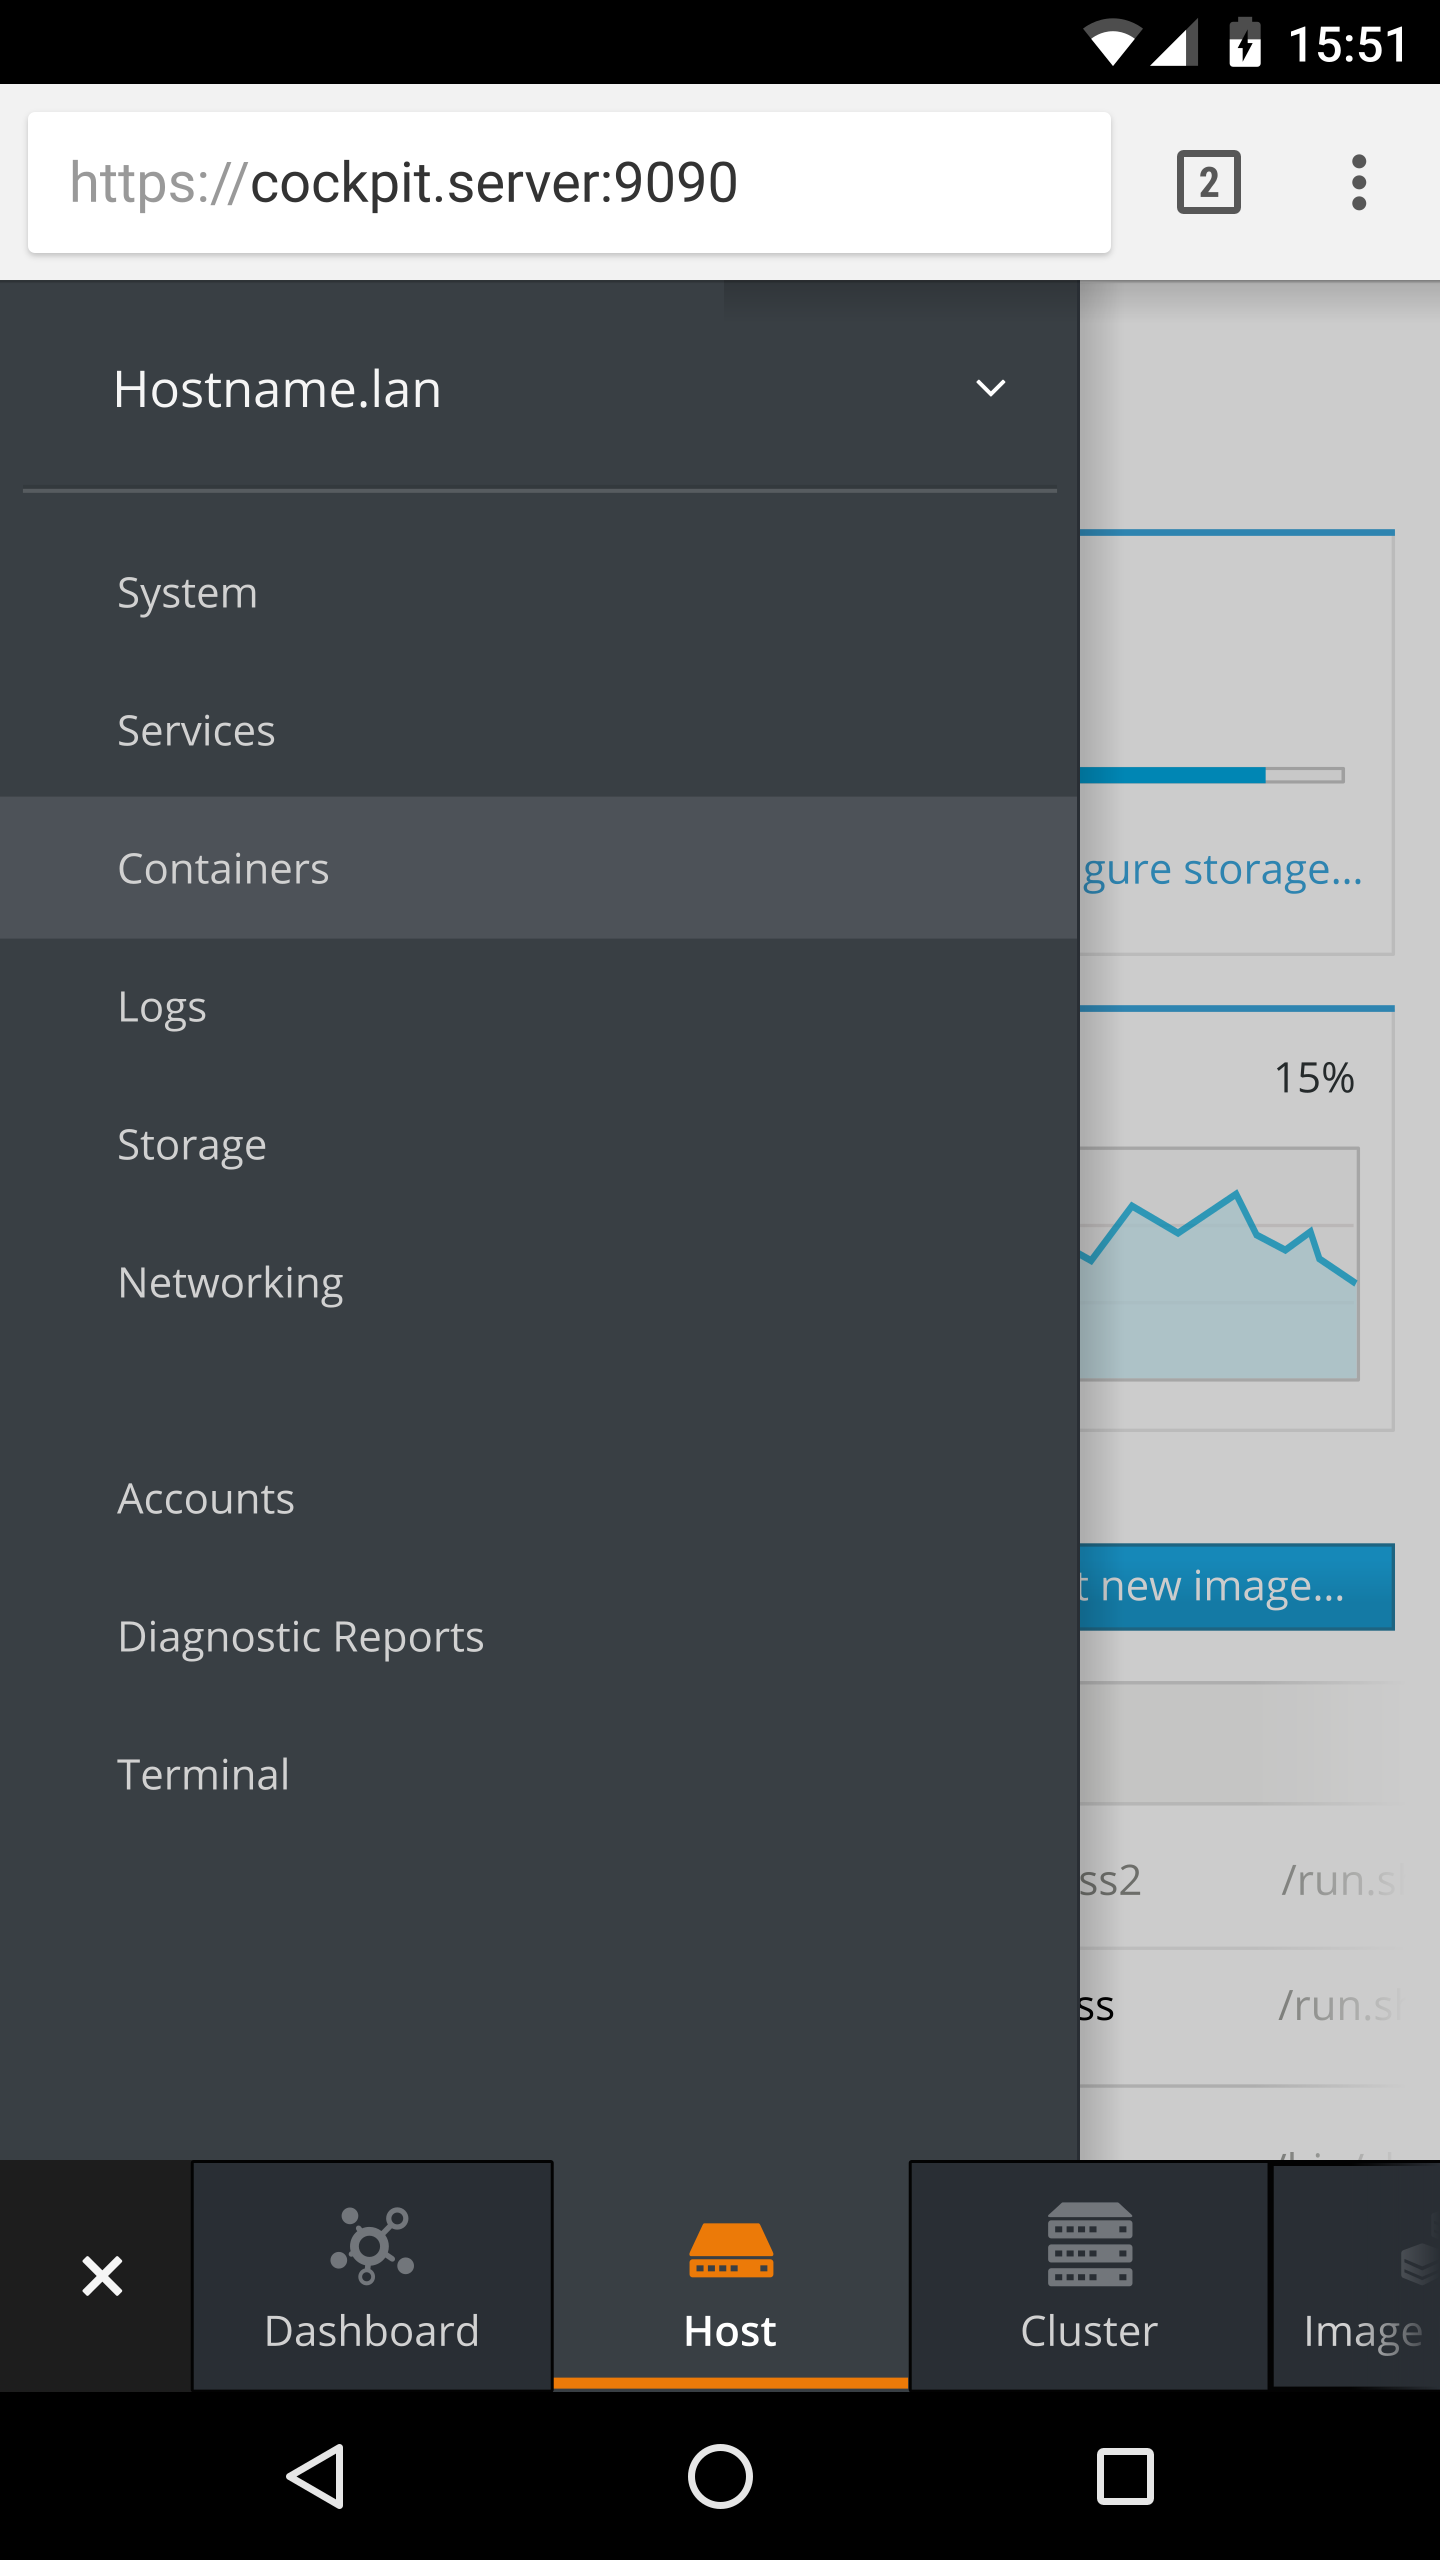 15:51
https://cockpit.server:9090
2
Hostname.lan
System
Services
Containers
gure storage...
Logs
15%
Storage
Networking
Accounts
t new image...
Diagnostic Reports
Terminal
ss2 /run.s
ss /run.s
Dashboard
Host
Cluster
Image